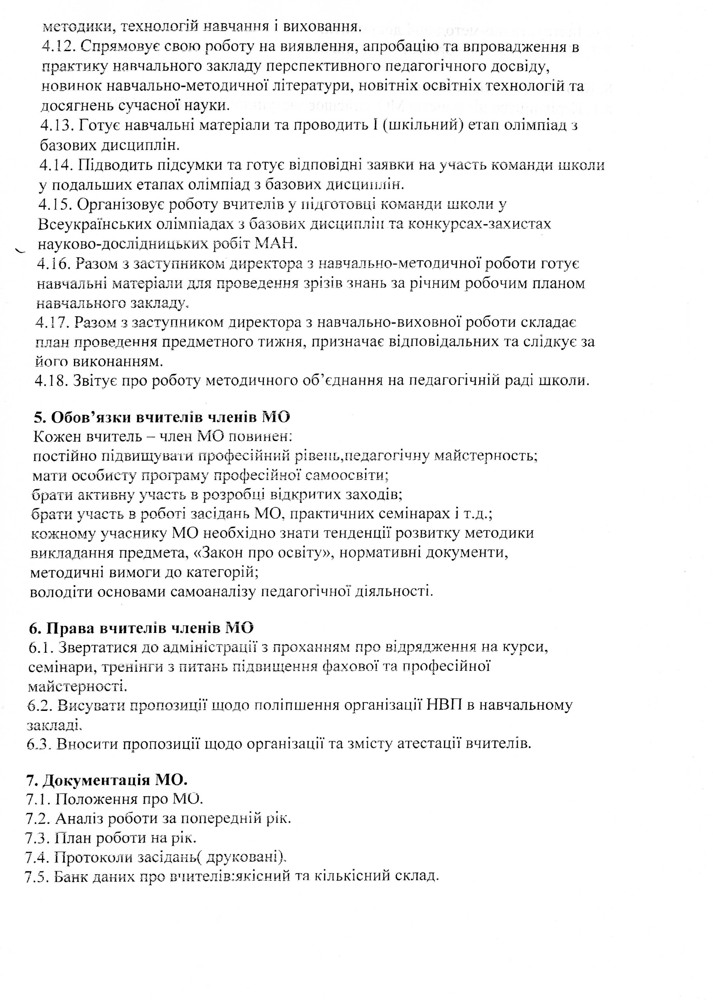 методики, технологій навчання і виховання.
4.12. Спрямовує свою роботу на виявлення, апробацію та впровадження в
практику навчального закладу перспективного педагогічного досвіду,
новинок навчально-методичної літератури, новітніх освітніх технологій та
досягнень сучасної науки.
4.13. Готує навчальні матеріали та проводить І (шкільний) етап олімпіад з
базових дисциплін.
4.14. Підводить підсумки та готує відповідні заявки на участь команди школи
у подальших етапах олімпіад з базових дисциплін.
4.15. Організовує роботу вчителів у підготовці команди школи у
Всеукраїнських олімпіадах з базових дисциплін та конкурсах-захистах
науково-дослідницьких робіт МАН.
4.16. Разом з заступником директора з навчально-методичної роботи готує
навчальні матеріали для проведення зрізів знань за річним робочим планом
навчального закладу.
4.17. Разом з заступником директора з навчально-виховної роботи складає
план проведення предметного тижня, призначає відповідальних та слідкує за
його виконанням.
4.18. Звітує про роботу методичного об’єднання на педагогічній раді школи.
5. Обов’язки вчителів членів МО
Кожен вчитель – член МО повинен:
постійно підвищувати професійний рівень,педагогічну майстерность;
мати особисту програму професійної самоосвіти;
брати активну участь в розробці відкритих заходів;
брати участь в роботі засідань МО, практичних семінарах і т.д.;
кожному учаснику МО необхідно знати тенденції розвитку методики
викладання предмета, «Закон про освіту», нормативні документи,
методичні вимоги до категорій;
володіти основами самоаналізу педагогічної діяльності.
6. Права вчителів членів МО
6.1. Звертатися до адміністрації з проханням про відрядження на курси,
семінари, тренінги з питань підвищення фахової та професійної
майстерності.
6.2. Висувати пропозиції щодо поліпшення організації НВП в навчальному
закладі.
6.3. Вносити пропозиції щодо організації та змісту атестації вчителів.
7. Документація МО.
7.1. Положення про МО.
7.2. Аналіз роботи за попередній рік.
7.3. План роботи на рік.
7.4. Протоколи засідань( друковані).
7.5. Банк даних про вчителів:якісний та кількісний склад.